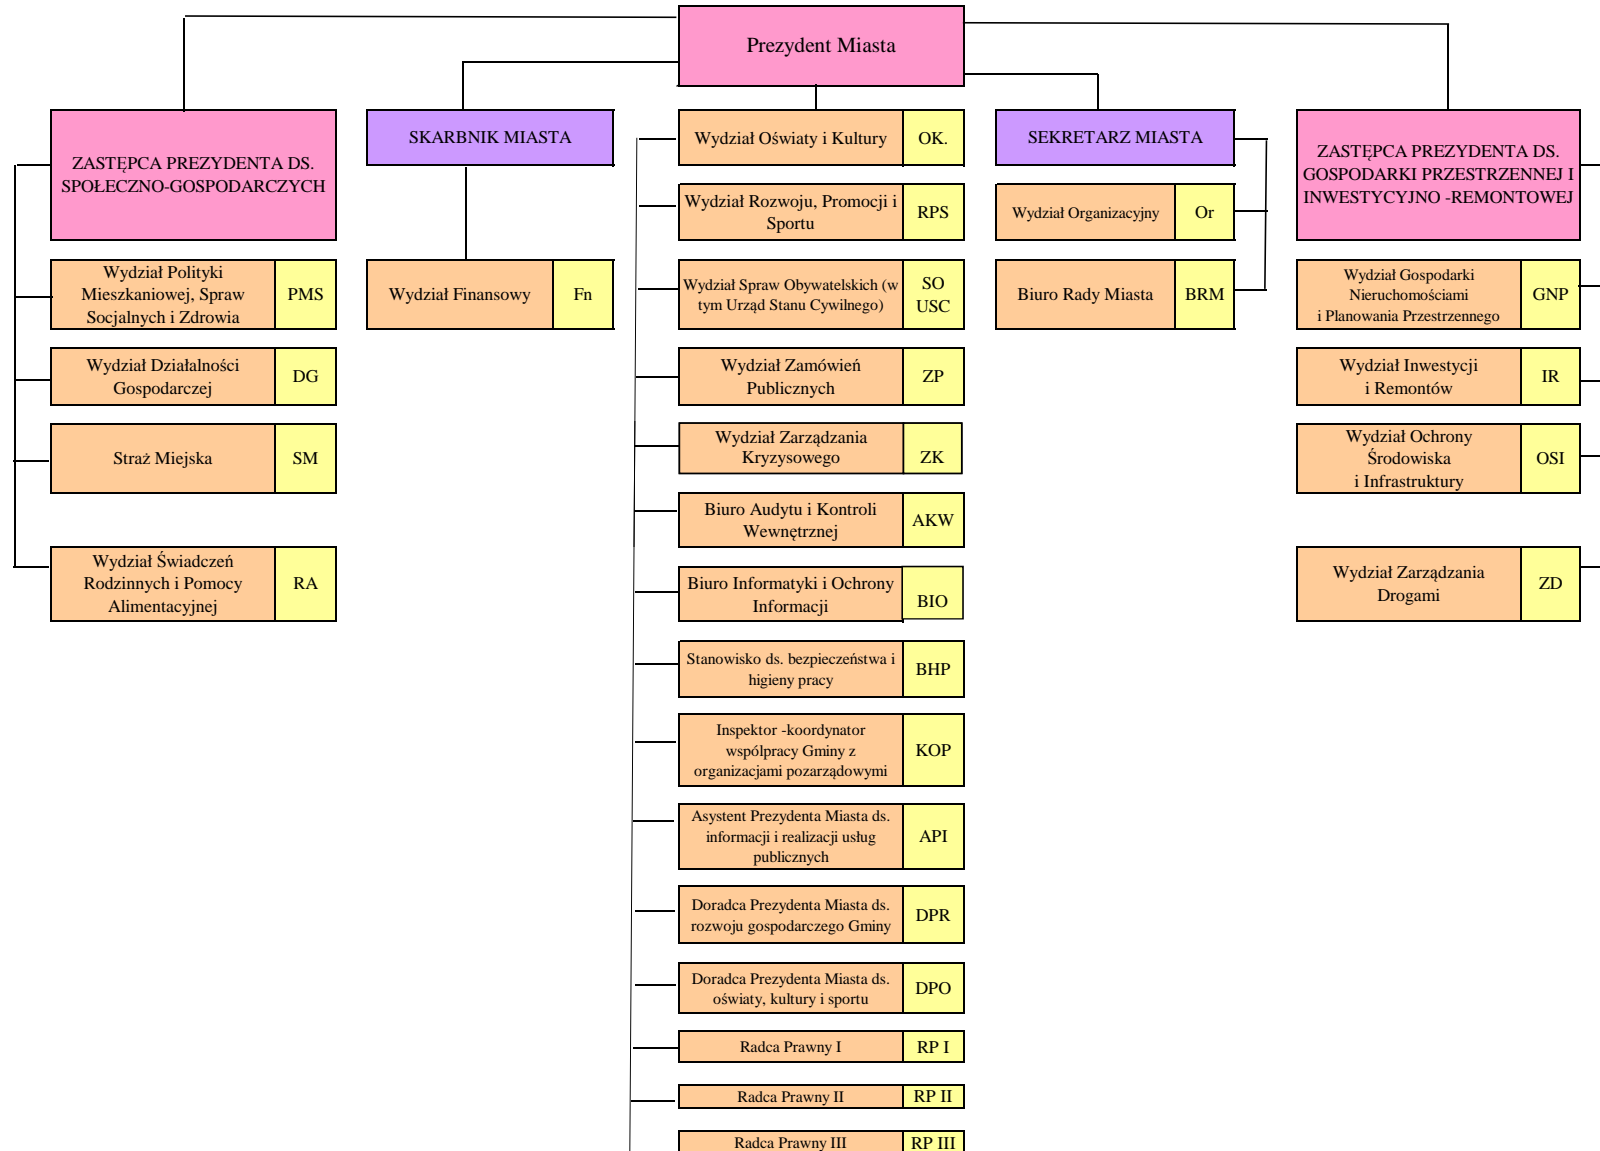 Prezydent Miasta
ZASTĘPCA PREZYDENTA DS.
SPOŁECZNO-GOSPODARCZYCH
Wydział Polityki
Mieszkaniowej, Spraw
Socjalnych i Zdrowia
PMS
Wydział Działalności
Gospodarczej
DG
Straż Miejska
SM
Wydział Świadczeń
Rodzinnych i Pomocy
Alimentacyjnej
RA
SKARBNIK MIASTA
Wydział Finansowy
Fn
Wydział Oświaty i Kultury
OK.
Wydział Rozwoju, Promocji i
Sportu
RPS
Wydział Spraw Obywatelskich (w
tym Urząd Stanu Cywilnego)
SO
USC
Wydział Zamówień
Publicznych
ZP
Wydział Zarządzania
Kryzysowego
ZK
Biuro Audytu i Kontroli
Wewnętrznej
AKW
Biuro Informatyki i Ochrony
Informacji
BIO
Stanowisko ds. bezpieczeństwa i
higieny pracy
BHP
Inspektor -koordynator
wspólpracy Gminy z
organizacjami pozarządowymi
KOP
Asystent Prezydenta Miasta ds.
informacji i realizacji usług
publicznych
API
Doradca Prezydenta Miasta ds.
rozwoju gospodarczego Gminy
DPR
Doradca Prezydenta Miasta ds.
oświaty, kultury i sportu
DPO
Radca Prawny I
RP I
Radca Prawny II
RP II
Radca Prawny III
RP III
SEKRETARZ MIASTA
Wydział Organizacyjny
Or
Biuro Rady Miasta
BRM
ZASTĘPCA PREZYDENTA DS.
GOSPODARKI PRZESTRZENNEJ I
INWESTYCYJNO -REMONTOWEJ
Wydział Gospodarki
Nieruchomościami
i Planowania Przestrzennego
GNP
Wydział Inwestycji
i Remontów
IR
Wydział Ochrony
Środowiska
i Infrastruktury
OSI
Wydział Zarządzania
Drogami
ZD